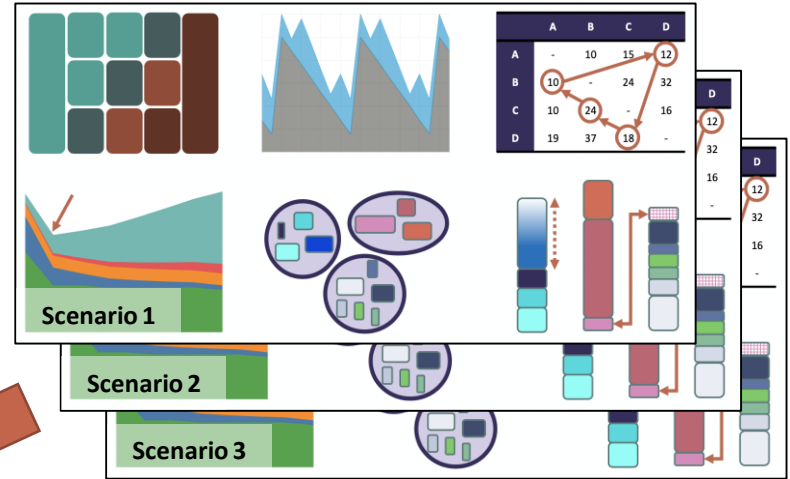 A B C D
A - 10 15 12
B 10 - 24 32
C 10 24 - 16
D 19 37 18 -
Scenario 1
D
12
32
16
-
Scenario 2
D
12
32
16
-
Scenario 3